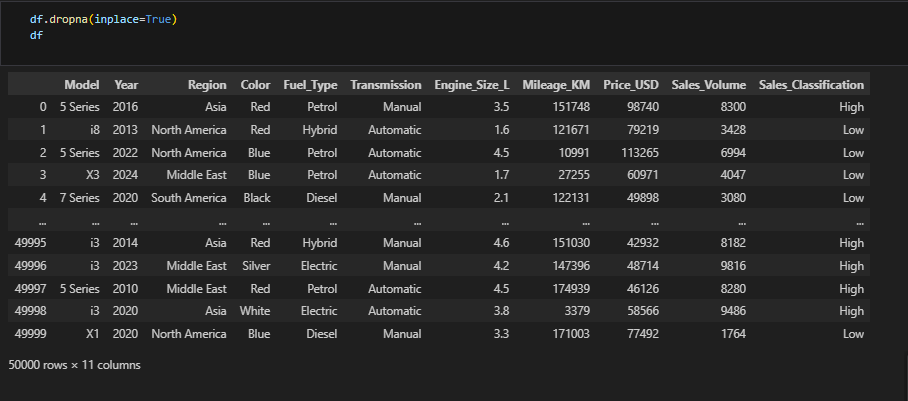 df.dropna(inplace=True)
df
Model Year Region Color Fuel_Type Transmission Engine_Size_L Mileage_KM Price_USD Sales_Volume Sales_Classification
0 5 Series 2016 Asia Red Petrol Manual 3.5 151748 98740 8300 High
1 i8 2013 North America Red Hybrid Automatic 1.6 121671 79219 3428 Low
2 5 Series 2022 North America Blue Petrol Automatic 4.5 10991 113265 6994 Low
3 X3 2024 Middle East Blue Petrol Automatic 1.7 27255 60971 4047 Low
4 7 Series 2020 South America Black Diesel Manual 2.1 122131 49898 3080 Low
... ... ... ... ... ... ... ... ... ... ... ...
49995 i3 2014 Asia Red Hybrid Manual 4.6 151030 42932 8182 High
49996 i3 2023 Middle East Silver Electric Manual 4.2 147396 48714 9816 High
49997 5 Series 2010 Middle East Red Petrol Automatic 4.5 174939 46126 8280 High
49998 i3 2020 Asia White Electric Automatic 3.8 3379 58566 9486 High
49999 X1 2020 North America Blue Diesel Manual 3.3 171003 77492 1764 Low
50000 rows × 11 columns